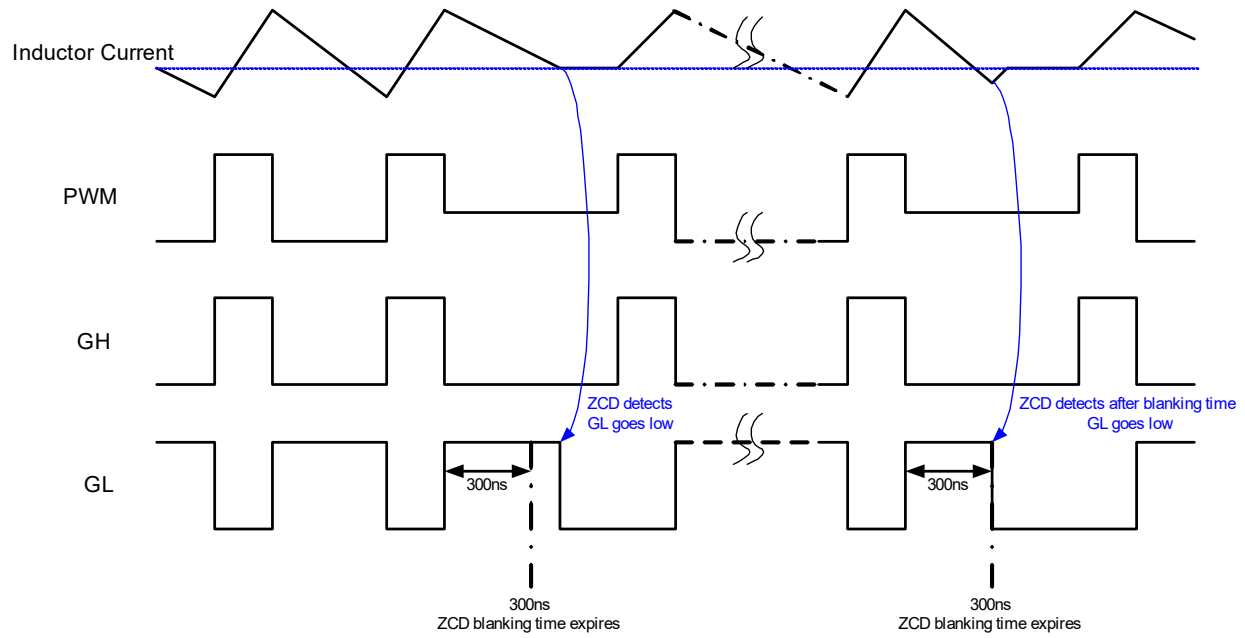 Inductor Current
PWM
GH
ZCD detects
GL goes low
ZCD detects after blanking time
GL goes low
GL
300ns
300ns
300ns
ZCD blanking time expires
300ns
ZCD blanking time expires